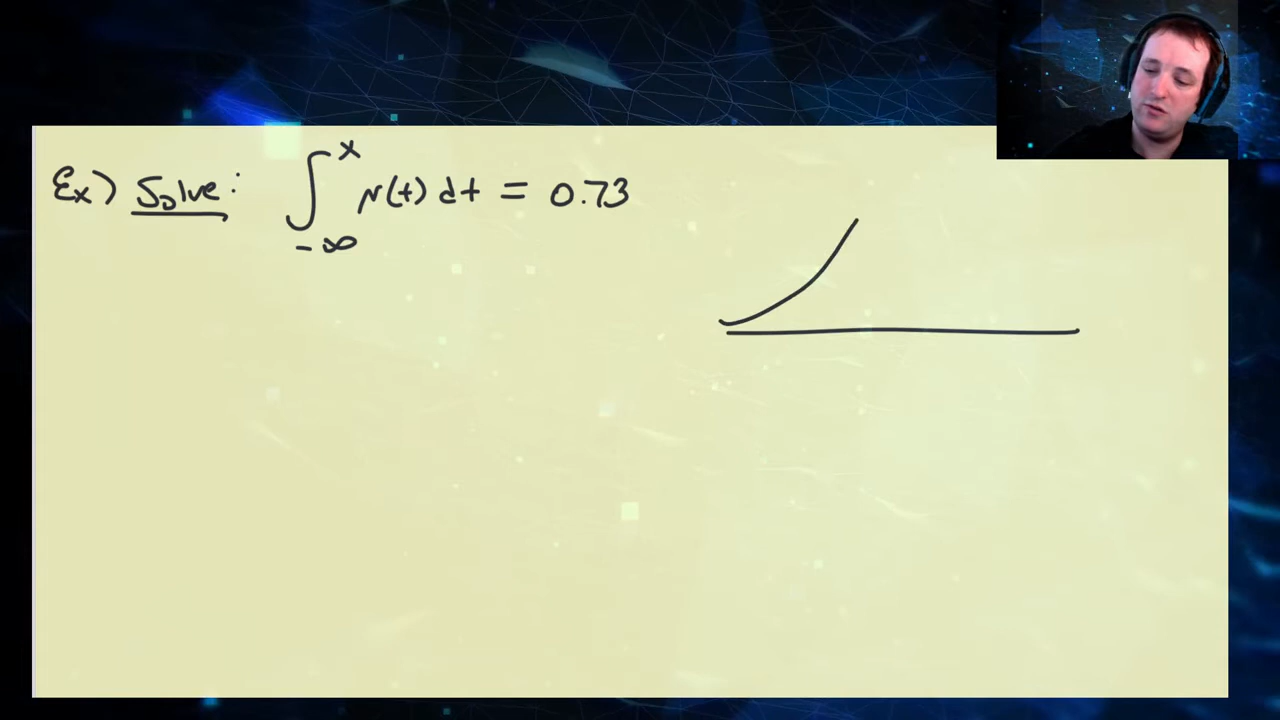 Ex) Solve: ∫_{-∞}^{x} N(t) dt = 0.73